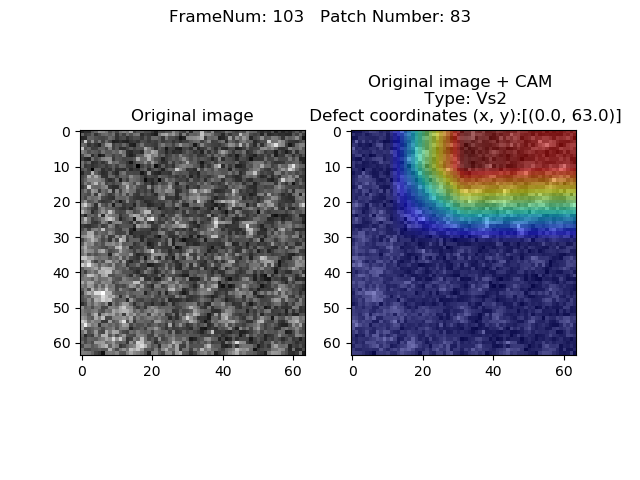 FrameNum: 103   Patch Number: 83
Original image
Original image + CAM
Type: Vs2
Defect coordinates (x, y):[(0.0, 63.0)]
0
10
20
30
40
50
60
0 20 40 60
0
10
20
30
40
50
60
0 20 40 60